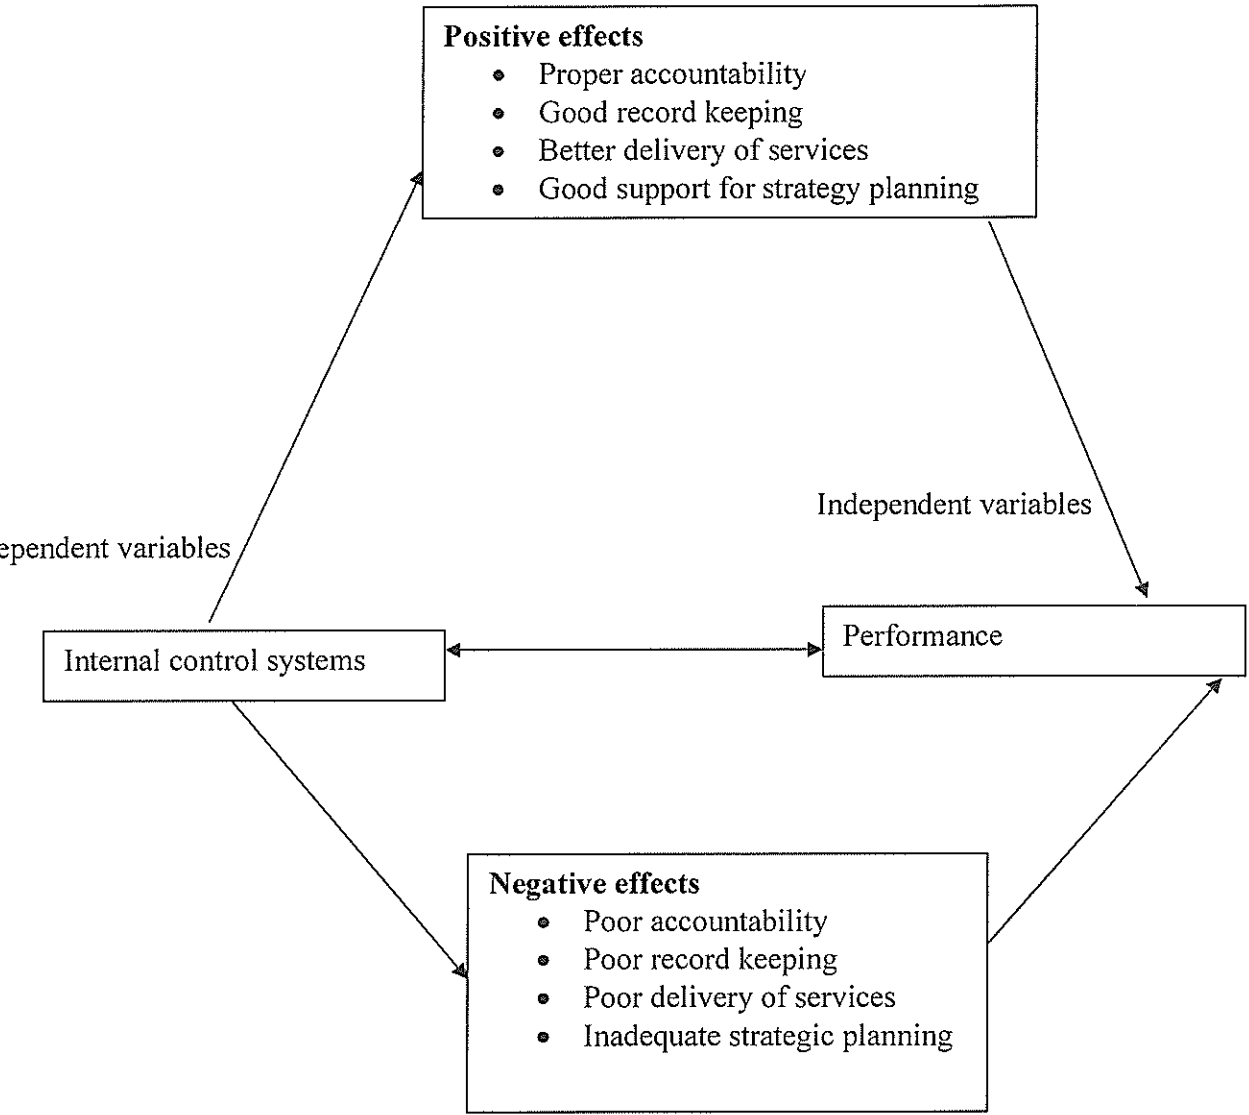 Positive effects
• Proper accountability
• Good record keeping
• Better delivery of services
• Good support for strategy planning
Independent variables
ependent variables
Performance
Internal control systems
Negative effects
• Poor accountability
• Poor record keeping
• Poor delivery of services
• Inadequate strategic planning